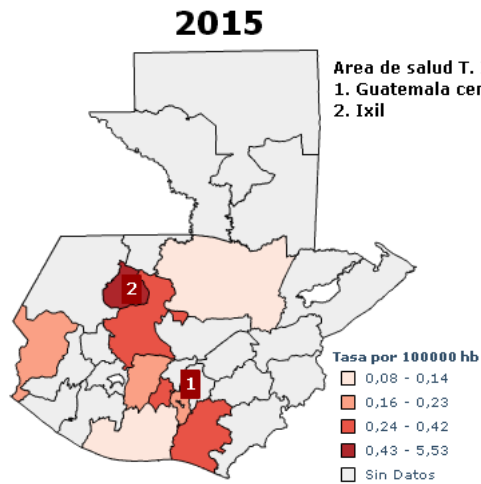 2015
Area de salud T.
1. Guatemala cer
2. Ixil
2
1
Tasa por 100000 hb
0,08 - 0,14
0,16 - 0,23
0,24 - 0,42
0,43 - 5,53
Sin Datos